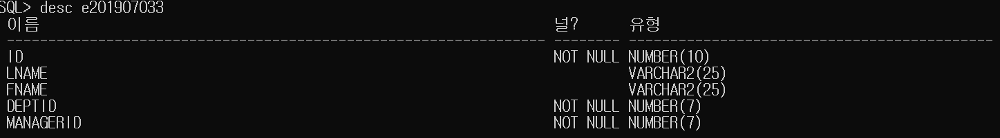 SQL> desc e201907033
이름 널? 유형
----------------------------------------------------------------- -------- --------------------------------------------
ID NOT NULL NUMBER(10)
LNAME VARCHAR2(25)
FNAME VARCHAR2(25)
DEPTID NOT NULL NUMBER(7)
MANAGERID NOT NULL NUMBER(7)